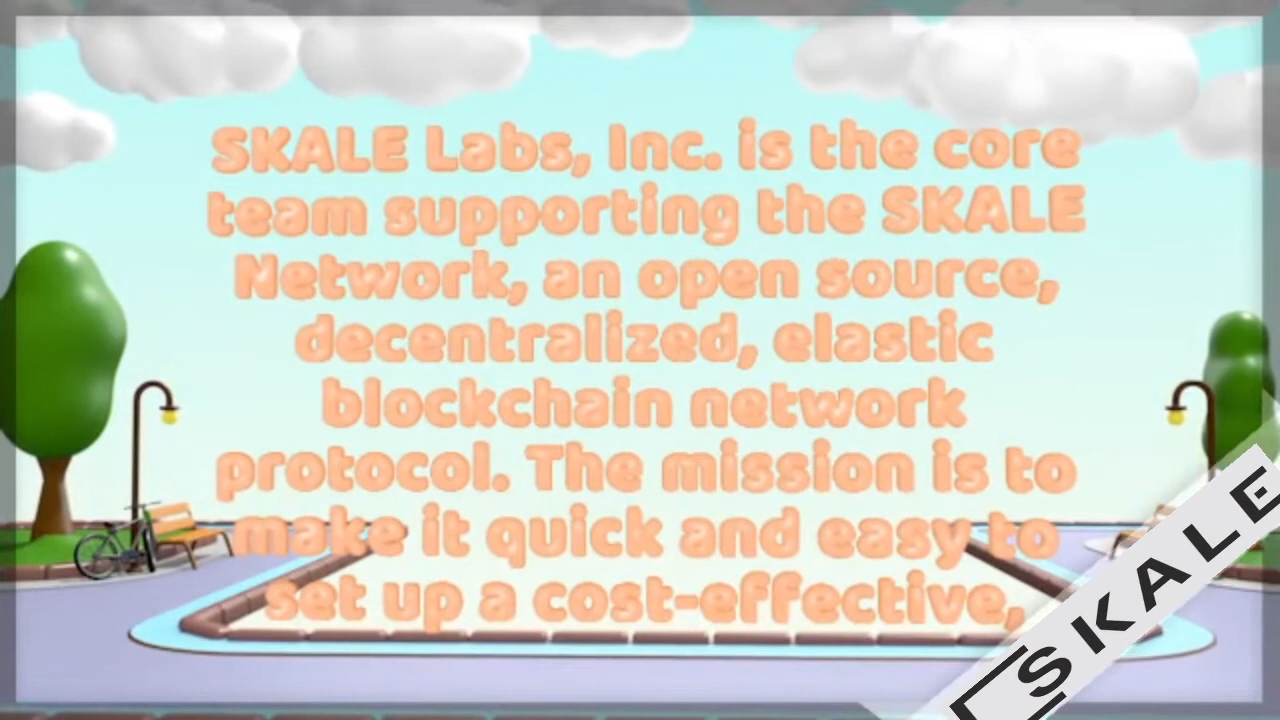 SKALE Labs, Inc. is the core
team supporting the SKALE
Network, an open source,
decentralized, elastic
blockchain network
protocol. The mission is to
make it quick and easy to
set up a cost-effective,
SKALE